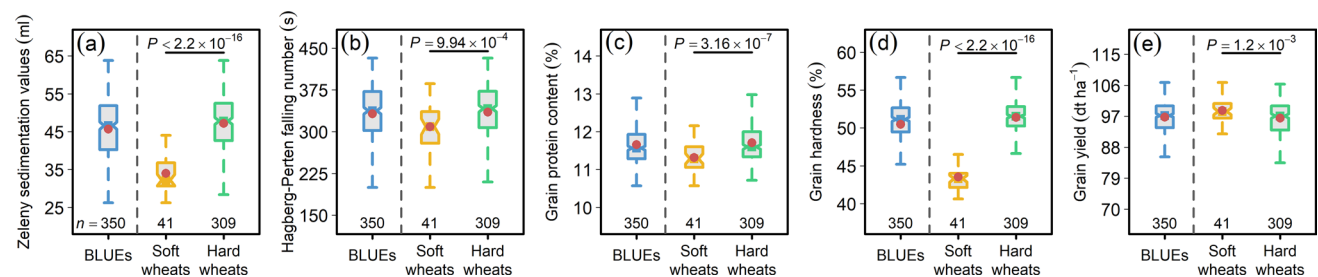 Zeleny sedimentation values (ml)
65
55
45
35
25
(a)
P < 2.2 × 10⁻¹⁶
n = 350
41
309
BLUEs
Soft
wheats
Hard
wheats
Hagberg-Perten falling number (s)
450
375
300
225
150
(b)
P = 9.94 × 10⁻⁴
350
41
309
BLUEs
Soft
wheats
Hard
wheats
Grain protein content (%)
14
13
12
11
10
9
(c)
P = 3.16 × 10⁻⁷
350
41
309
BLUEs
Soft
wheats
Hard
wheats
Grain hardness (%)
60
55
50
45
40
(d)
P < 2.2 × 10⁻¹⁶
350
41
309
BLUEs
Soft
wheats
Hard
wheats
Grain yield (dt ha⁻¹)
115
106
97
88
79
70
(e)
P = 1.2 × 10⁻³
350
41
309
BLUEs
Soft
wheats
Hard
wheats